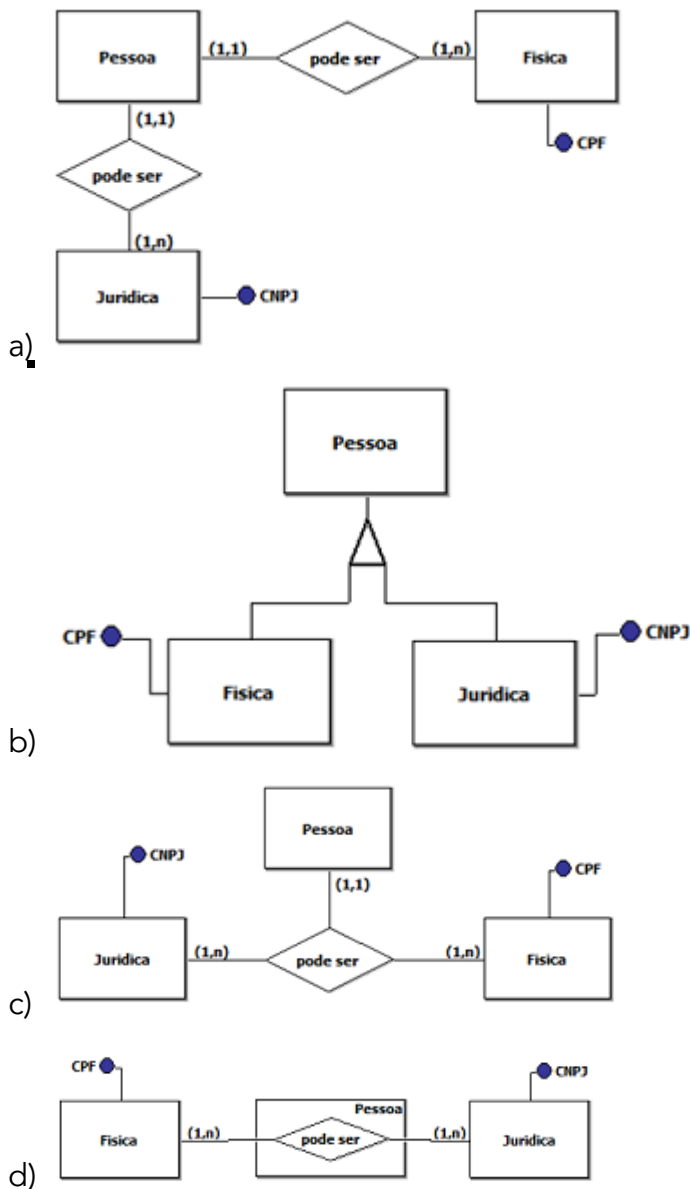 Pessoa (1,1) pode ser (1,n) Fisica
(1,1) CPF
pode ser
(1,n)
Juridica CNPJ
a)
Pessoa
CPF CNPJ
Fisica Juridica
b)
Pessoa
CNPJ (1,1) CPF
Juridica (1,n) pode ser (1,n) Fisica
c)
CPF CNPJ
Pessoa
Fisica (1,n) pode ser (1,n) Juridica
d)